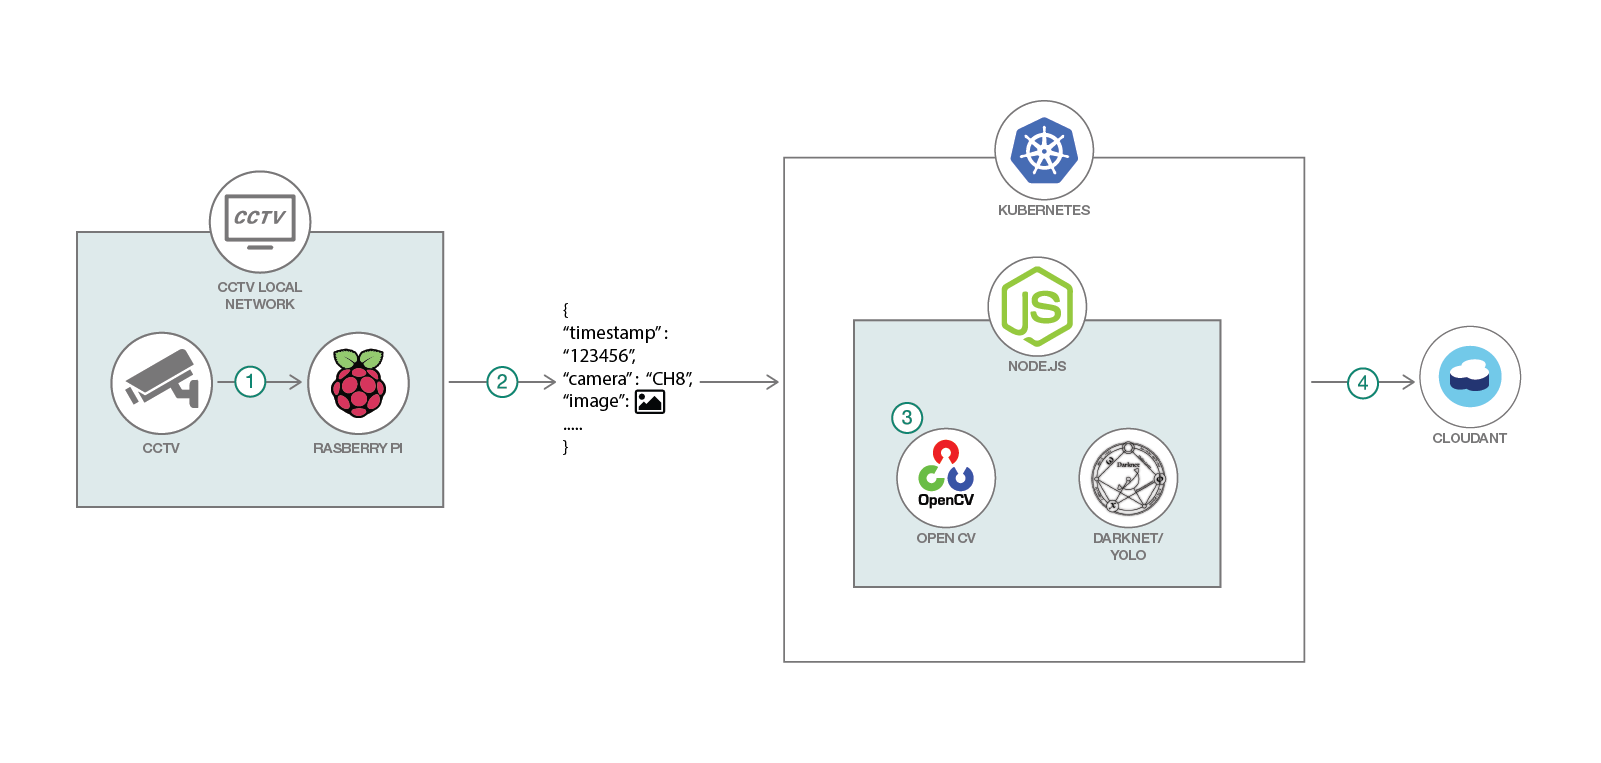 CCTV
CCTV LOCAL
NETWORK
1
CCTV
RASBERRY PI
2
{
“timestamp” :
“123456”,
“camera” : “CH8”,
“image”:
.....
}
KUBERNETES
JS
NODE.JS
3
OpenCV
OPEN CV
Darknet
DARKNET/
YOLO
4
CLOUDANT